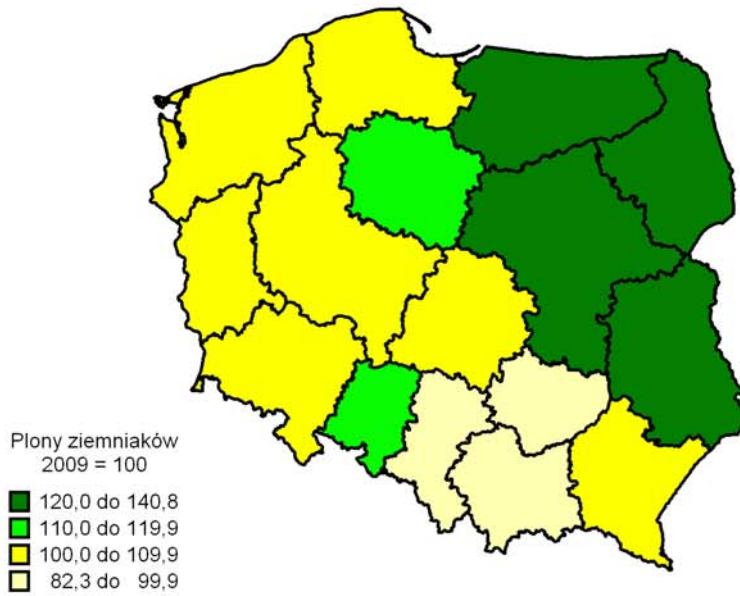 Plony ziemniaków
2009 = 100
120,0 do 140,8
110,0 do 119,9
100,0 do 109,9
82,3 do 99,9